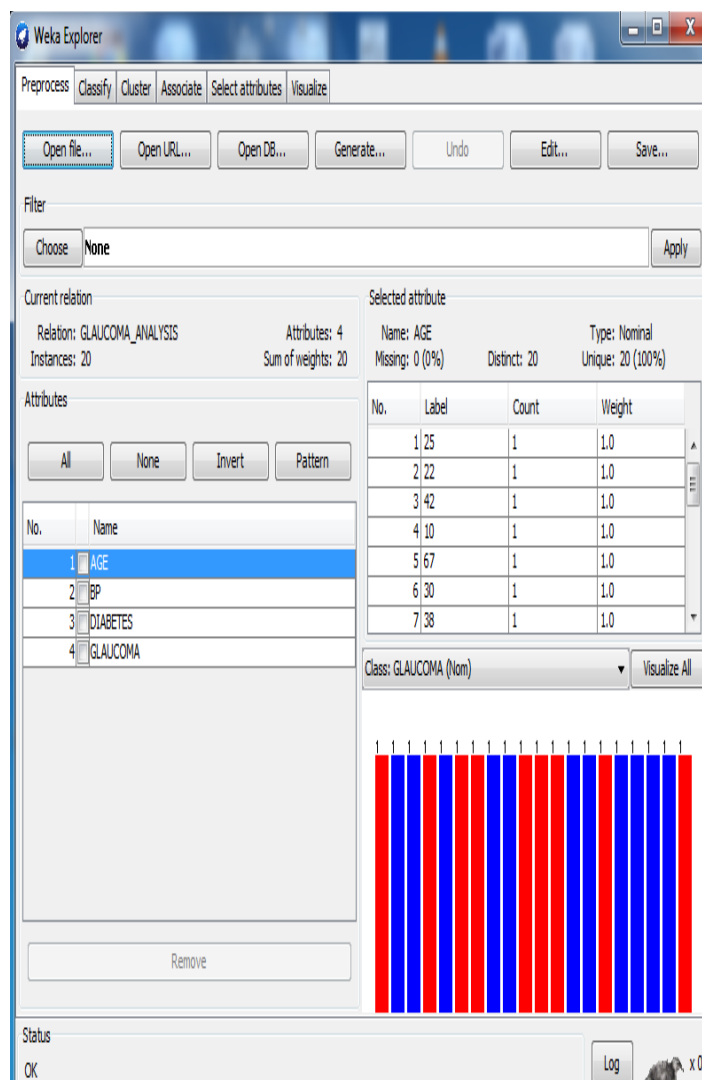 Weka Explorer
Preprocess Classify Cluster Associate Select attributes Visualize
Open file... Open URL... Open DB... Generate... Undo Edit... Save...
Filter
Choose None Apply
Current relation
Relation: GLAUCOMA_ANALYSIS Attributes: 4
Instances: 20 Sum of weights: 20
Selected attribute
Name: AGE Type: Nominal
Missing: 0 (0%) Distinct: 20 Unique: 20 (100%)
Attributes
All None Invert Pattern
No. Name
1 AGE
2 BP
3 DIABETES
4 GLAUCOMA
Remove
No. Label Count Weight
1 25 1 1.0
2 22 1 1.0
3 42 1 1.0
4 10 1 1.0
5 67 1 1.0
6 30 1 1.0
7 38 1 1.0
Class: GLAUCOMA (Nom) Visualize All
1 1 1 1 1 1 1 1 1 1 1 1 1 1 1 1 1 1 1 1
Status
OK
Log x 0